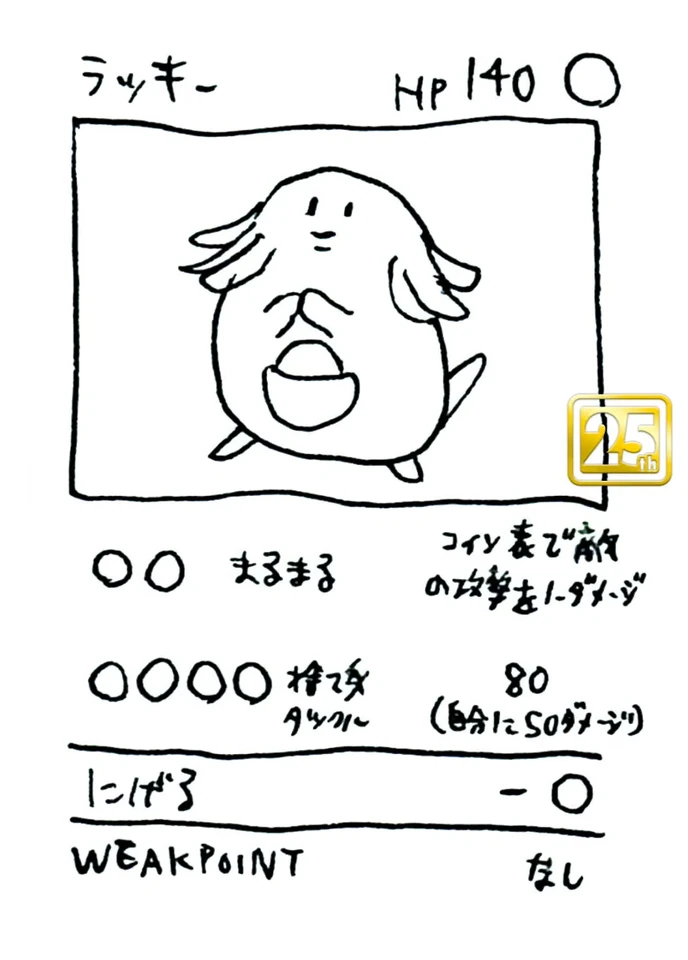 ラッキー HP 140
25th
まるまる コイン表で敵
の攻撃をノーダメージ
捨て身 80
タックル (自分に50ダメージ)
にげる -
WEAKPOINT なし